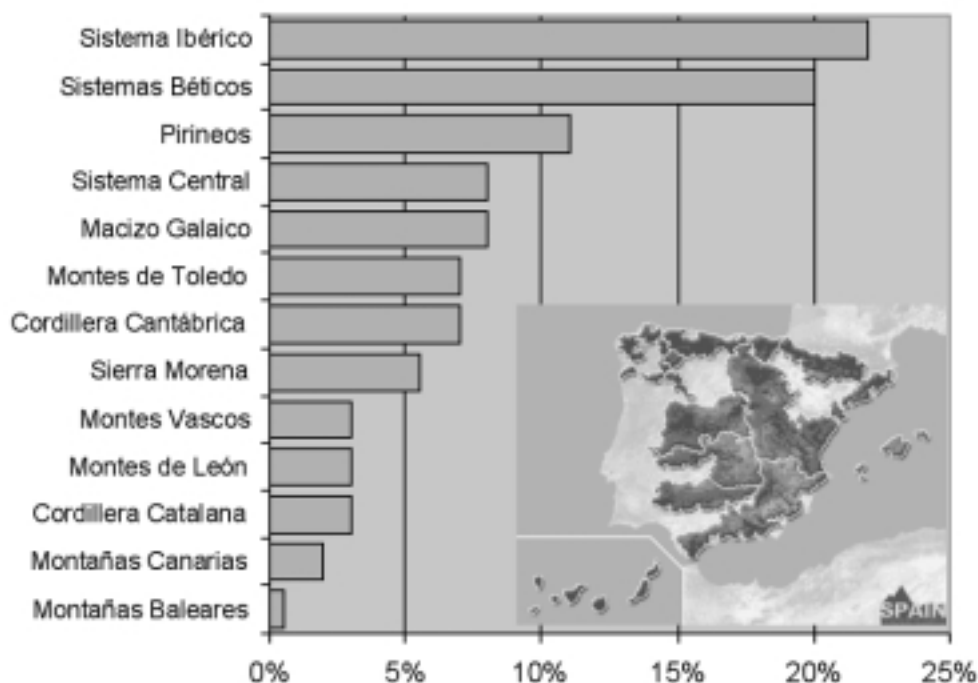 Sistema Ibérico
Sistemas Béticos
Pirineos
Sistema Central
Macizo Galaico
Montes de Toledo
Cordillera Cantábrica
Sierra Morena
Montes Vascos
Montes de León
Cordillera Catalana
Montañas Canarias
Montañas Baleares
0% 5% 10% 15% 20% 25%
SPAIN